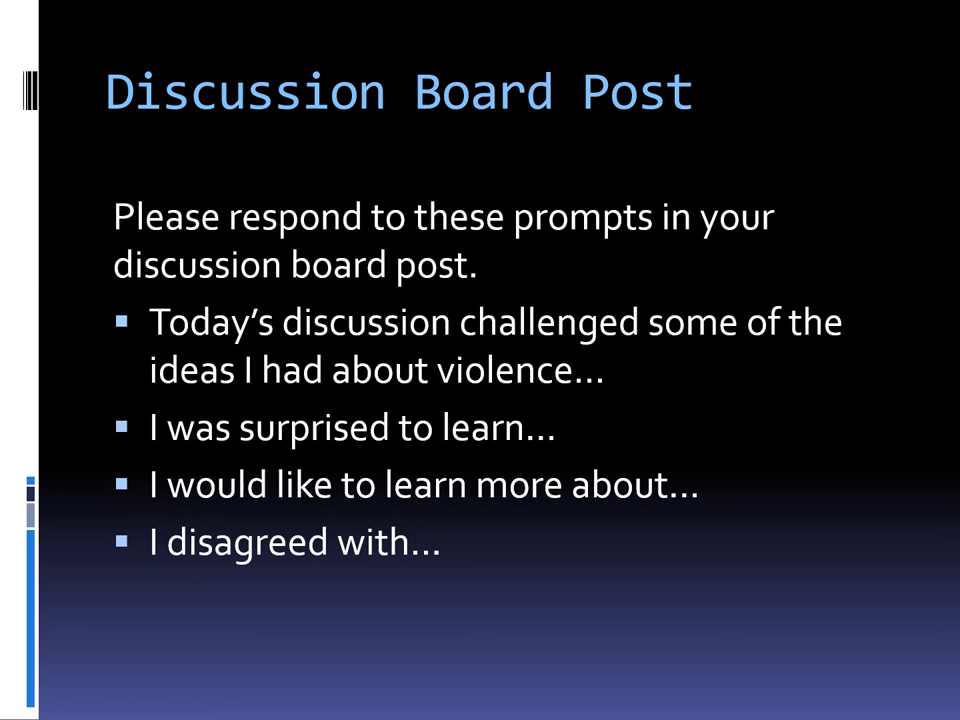 Discussion Board Post
Please respond to these prompts in your
discussion board post.
▪ Today’s discussion challenged some of the
ideas I had about violence…
▪ I was surprised to learn…
▪ I would like to learn more about…
▪ I disagreed with…